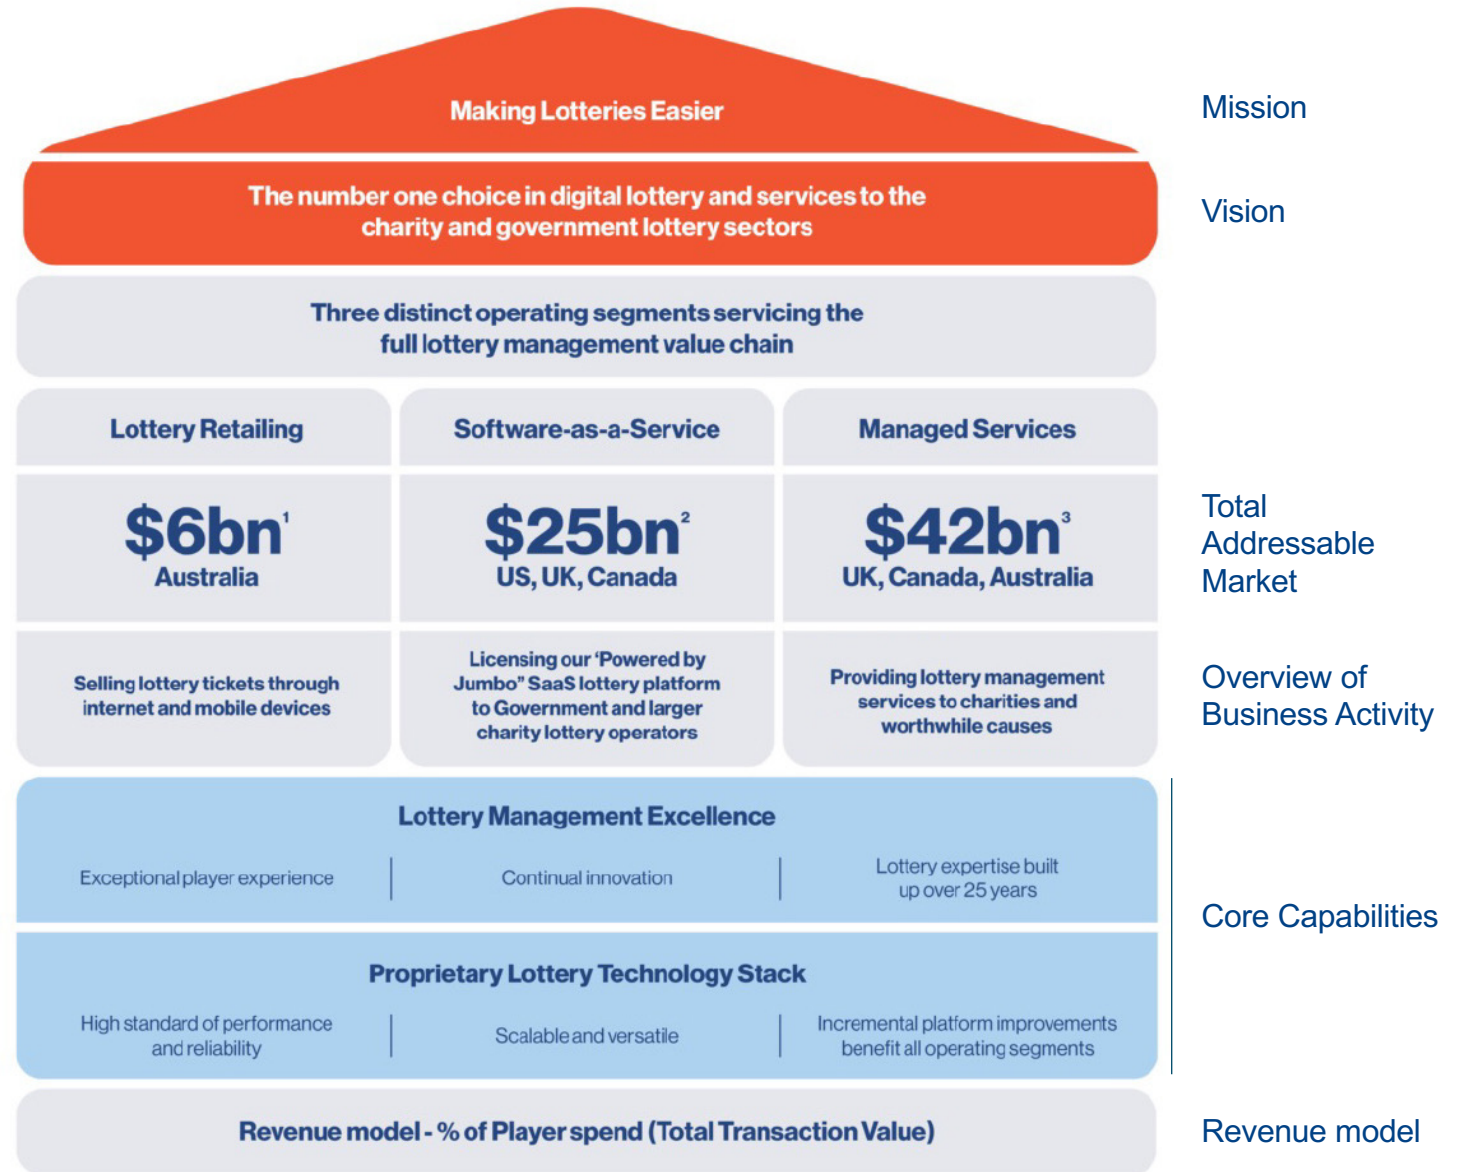 Making Lotteries Easier
Mission
The number one choice in digital lottery and services to the
charity and government lottery sectors
Vision
Three distinct operating segments servicing the
full lottery management value chain
Lottery Retailing
Software-as-a-Service
Managed Services
$6bn¹
Australia
$25bn²
US, UK, Canada
$42bn³
UK, Canada, Australia
Total
Addressable
Market
Selling lottery tickets through
internet and mobile devices
Licensing our ‘Powered by
Jumbo” SaaS lottery platform
to Government and larger
charity lottery operators
Providing lottery management
services to charities and
worthwhile causes
Overview of
Business Activity
Lottery Management Excellence
Exceptional player experience
Continual innovation
Lottery expertise built
up over 25 years
Core Capabilities
Proprietary Lottery Technology Stack
High standard of performance
and reliability
Scalable and versatile
Incremental platform improvements
benefit all operating segments
Revenue model - % of Player spend (Total Transaction Value)
Revenue model